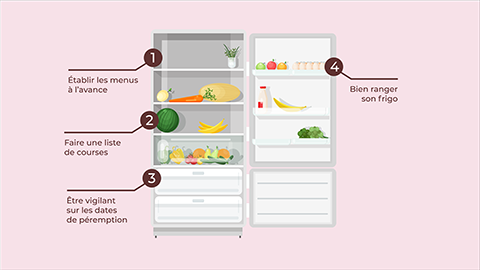 1
Établir les menus
à l'avance
2
Faire une liste
de courses
3
Être vigilant
sur les dates
de péremption
4
Bien ranger
son frigo